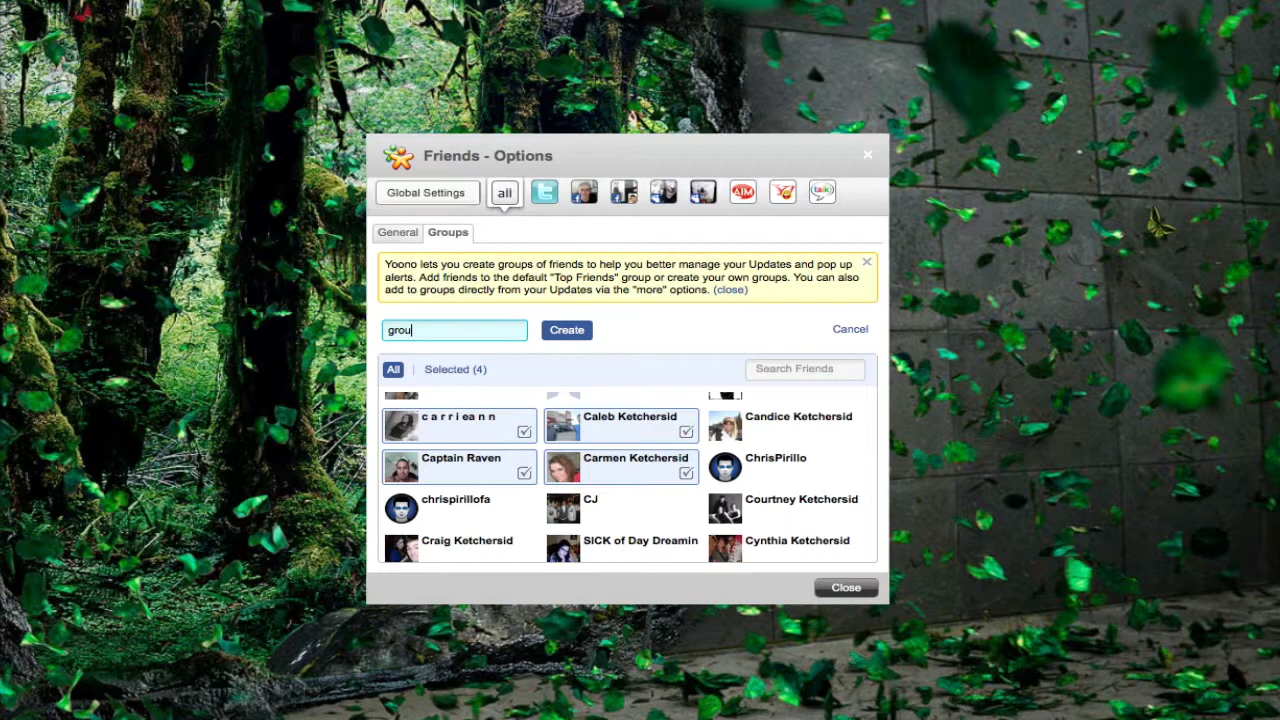 Friends - Options
Global Settings
all
AIM
talk
General
Groups
Yoono lets you create groups of friends to help you better manage your Updates and pop up
alerts. Add friends to the default "Top Friends" group or create your own groups. You can also
add to groups directly from your Updates via the "more" options. (close)
grou
Create
Cancel
All
Selected (4)
Search Friends
c a r r i e a n n
Caleb Ketchersid
Candice Ketchersid
Captain Raven
Carmen Ketchersid
ChrisPirillo
chrispirillofa
CJ
Courtney Ketchersid
Craig Ketchersid
SICK of Day Dreamin
Cynthia Ketchersid
Close